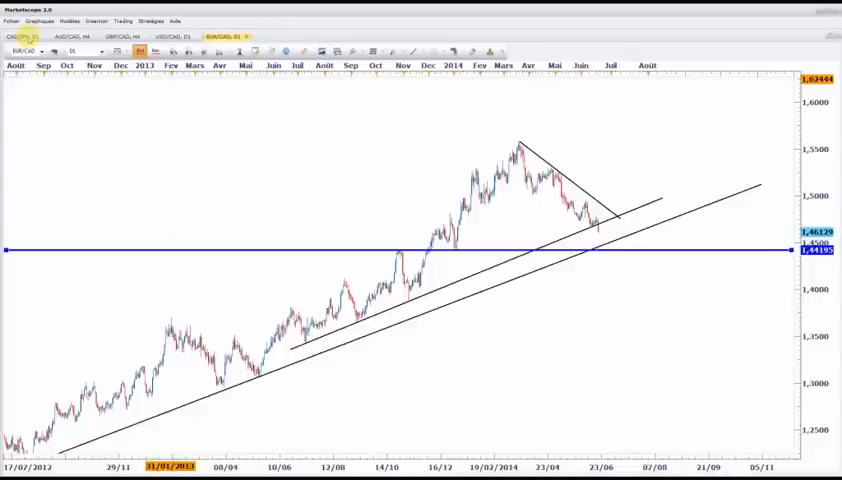 Marketscope 2.0
Fichier Graphiques Modèles Insertion Trading Stratégies Aide
AUD/CAD, H4 GBP/CAD, H4 USD/CAD, D1 EUR/CAD, D1
EUR/CAD D1
Août Sep Oct Nov Dec 2013 Fev Mars Avr Mai Juin Juil Août Sep Oct Nov Dec 2014 Fev Mars Avr Mai Juin Juil Août
1,62444
1,6000
1,5500
1,5000
1,46129
1,4500
1,44195
1,4000
1,3500
1,3000
1,2500
17/07/2012 29/11 31/01/2013 08/04 10/06 12/08 14/10 16/12 19/02/2014 23/04 23/06 07/08 21/09 05/11